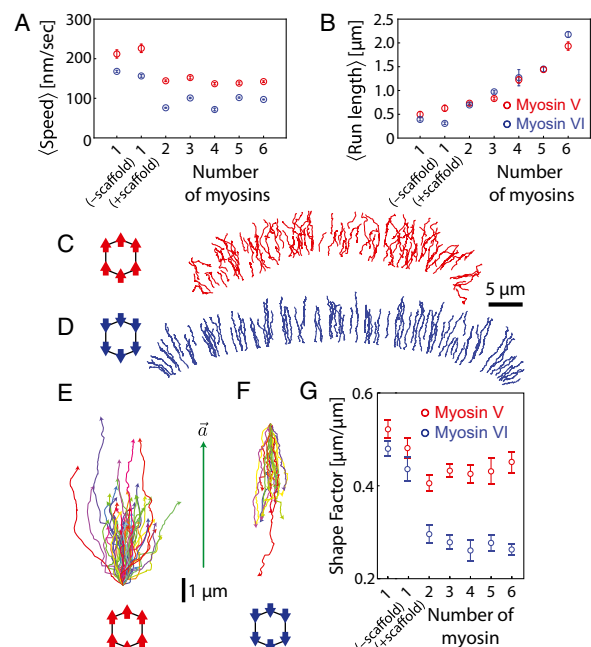 A
300
200
100
0
⟨Speed⟩ [nm/sec]
1 (−scaffold)
1 (+scaffold)
2
3
4
5
6
Number
of myosins
B
2.5
2.0
1.5
1.0
0.5
0
⟨Run length⟩ [μm]
Myosin V
Myosin VI
1 (−scaffold)
1 (+scaffold)
2
3
4
5
6
Number
of myosins
C
5 μm
D
E
a
1 μm
F
G
0.6
0.4
0.2
Shape Factor [μm/μm]
Myosin V
Myosin VI
1 (−scaffold)
1 (+scaffold)
2
3
4
5
6
Number of
myosin